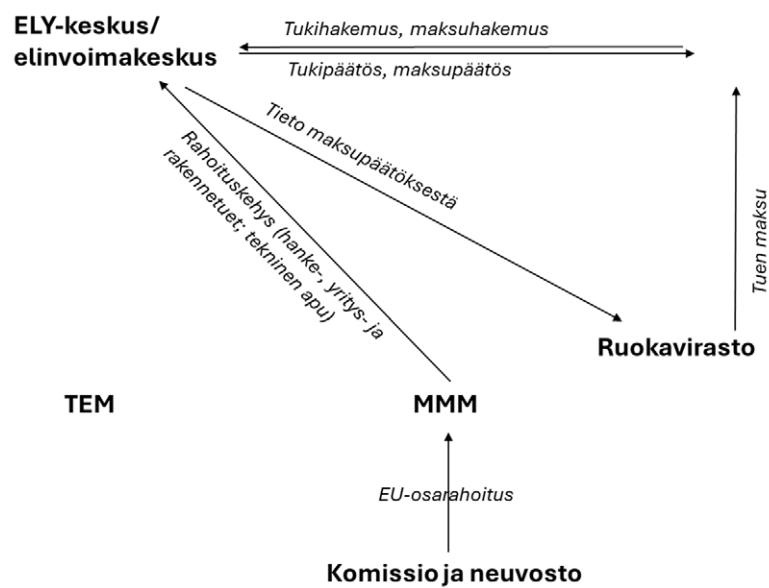 ELY-keskus/
elinvoimakeskus
Tukihakemus, maksuhakemus
Tukipäätös, maksupäätös
Tieto maksupäätöksestä
Rahoituskehys (hanke-, yritys- ja
rakennetuet; tekninen apu)
Tuen maksu
Ruokavirasto
TEM
MMM
EU-osarahoitus
Komissio ja neuvosto